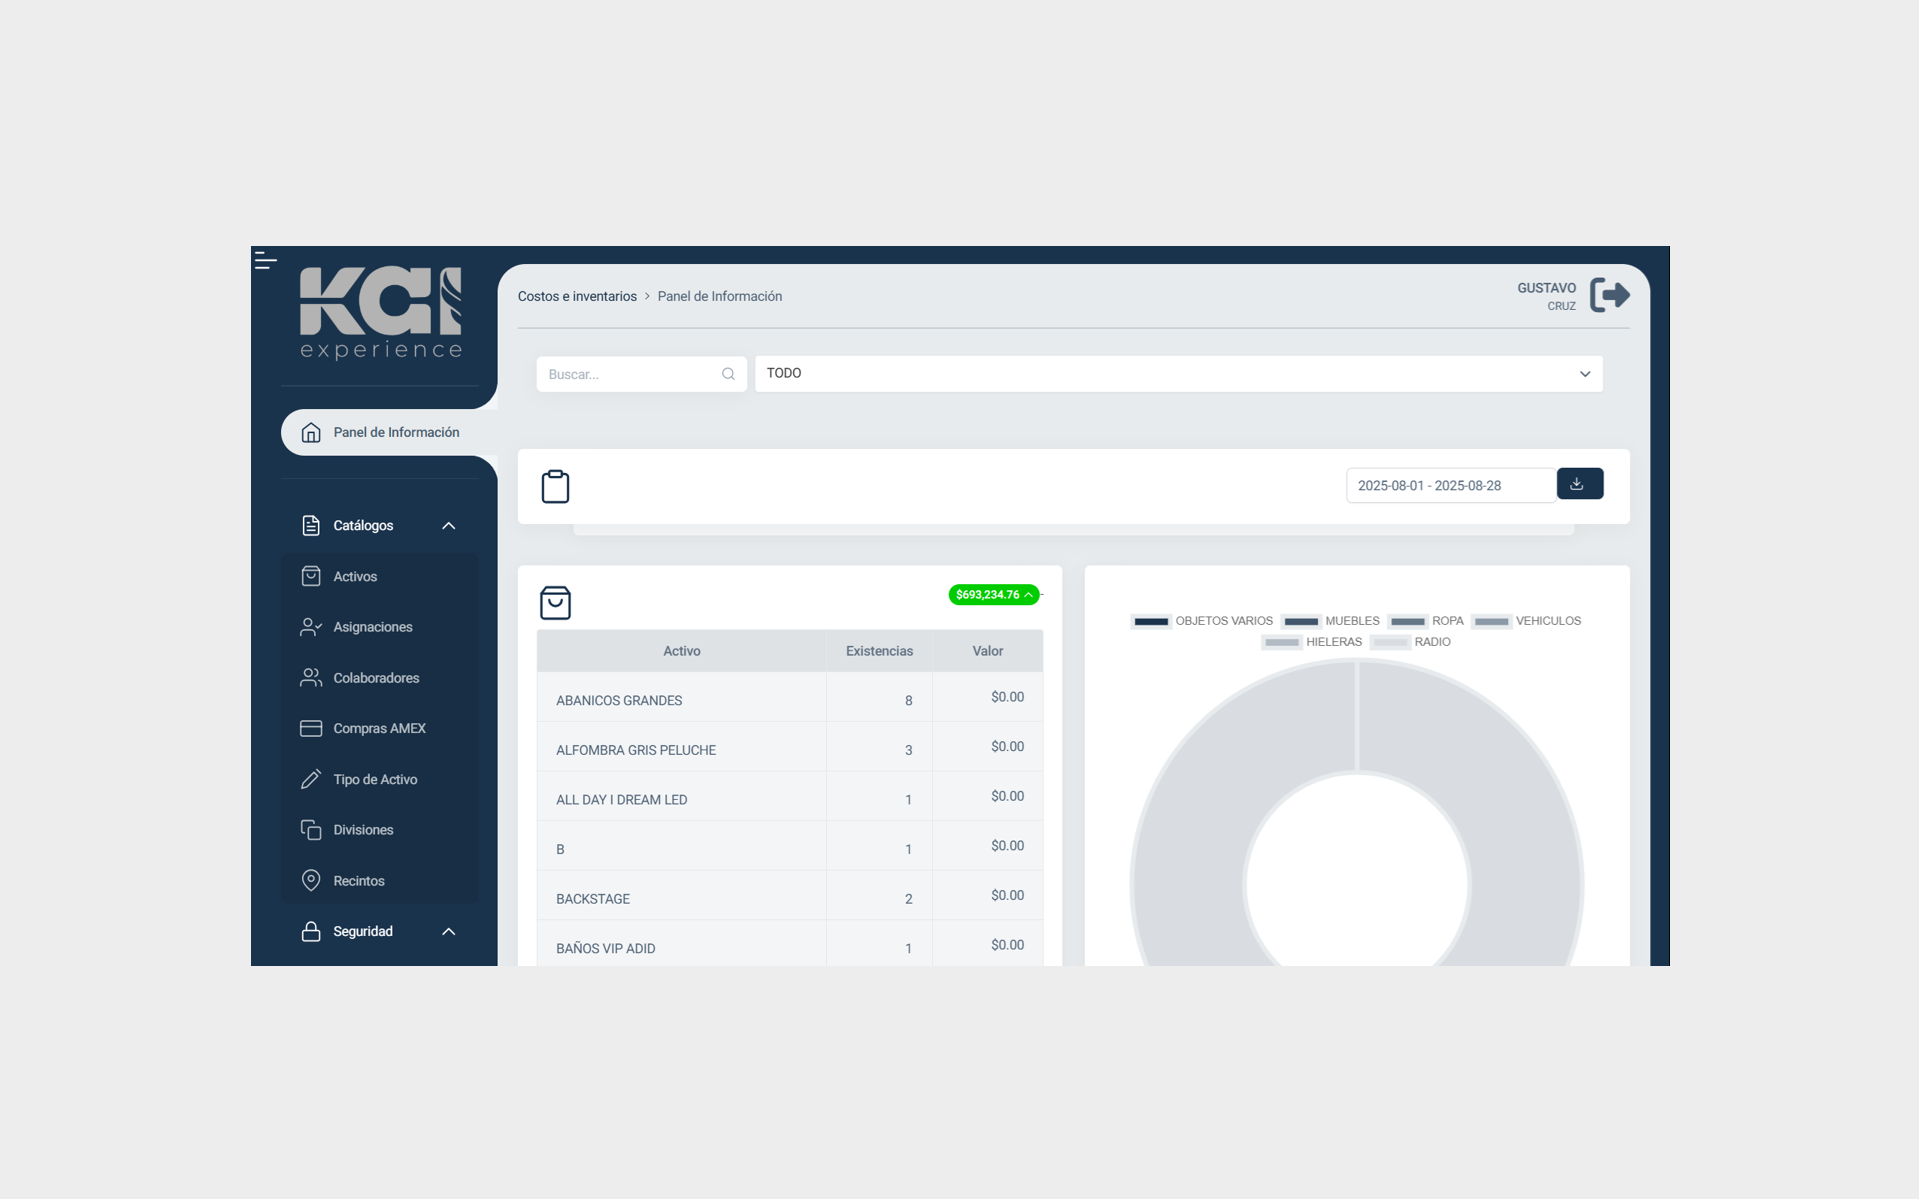 KAI
experience
Panel de Información
Catálogos
Activos
Asignaciones
Colaboradores
Compras AMEX
Tipo de Activo
Divisiones
Recintos
Seguridad
Costos e inventarios > Panel de Información
GUSTAVO
CRUZ
Buscar...
TODO
2025-08-01 - 2025-08-28
$693,234.76
Activo Existencias Valor
ABANICOS GRANDES 8 $0.00
ALFOMBRA GRIS PELUCHE 3 $0.00
ALL DAY I DREAM LED 1 $0.00
B 1 $0.00
BACKSTAGE 2 $0.00
BAÑOS VIP ADID 1 $0.00
OBJETOS VARIOS MUEBLES ROPA VEHICULOS
HIELERAS RADIO